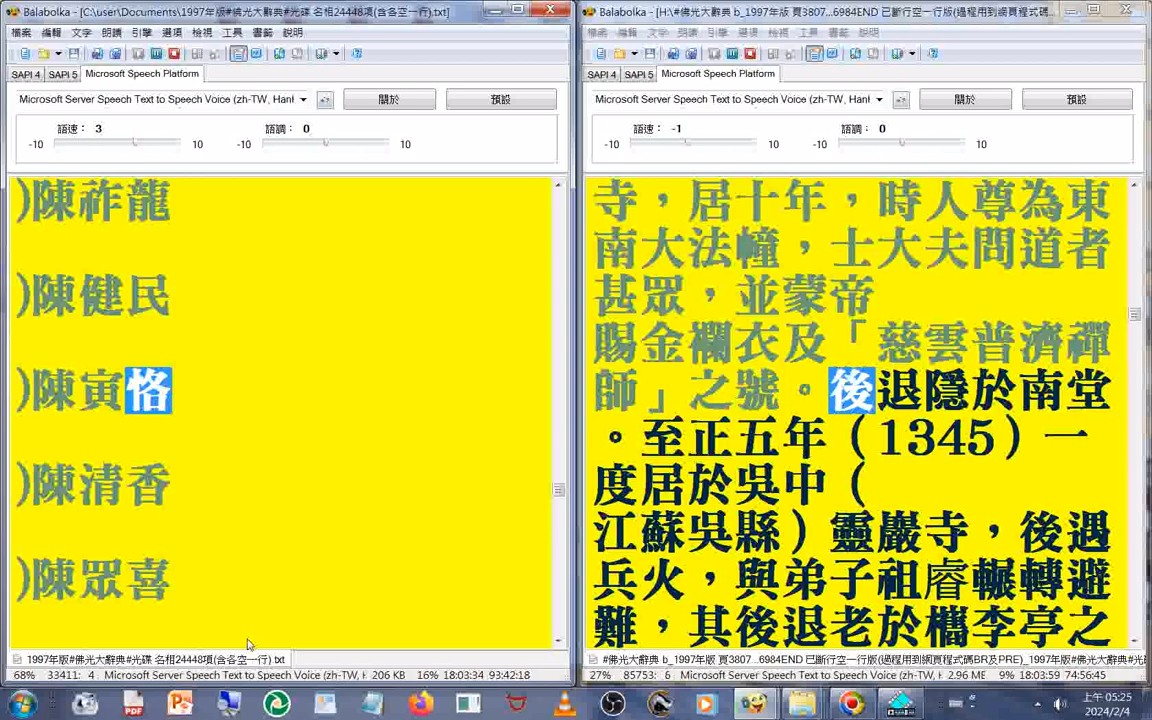 Balabolka - [C:\user\Documents\1997年版#佛光大辭典#光碟 名相24448項(含各空一行).txt]
檔案 編輯 文字 朗讀 引擎 選項 檢視 工具 書籤 說明
SAPI 4 SAPI 5 Microsoft Speech Platform
Microsoft Server Speech Text to Speech Voice (zh-TW, Hanl 關於 預設
語速： 3 語調： 0
-10 10 -10 10
)陳祚龍
)陳健民
)陳寅恪
)陳清香
)陳眾喜
1997年版#佛光大辭典#光碟 名相24448項(含各空一行).txt
68% 33411: 4 Microsoft Server Speech Text to Speech Voice (zh-TW, H 206 KB 16% 18:03:34 93:42:18
Balabolka - [H:\#佛光大辭典 b_1997年版 頁3807...6984END 已斷行空一行版(過程用到網頁程式碼
檔案 編輯 文字 朗讀 引擎 選項 檢視 工具 書籤 說明
SAPI 4 SAPI 5 Microsoft Speech Platform
Microsoft Server Speech Text to Speech Voice (zh-TW, Hanl 關於 預設
語速： -1 語調： 0
-10 10 -10 10
寺，居十年，時人尊為東
南大法幢，士大夫問道者
甚眾，並蒙帝
賜金襴衣及「慈雲普濟禪
師」之號。後退隱於南堂
。至正五年（1345）一
度居於吳中（
江蘇吳縣）靈巖寺，後遇
兵火，與弟子祖睿輾轉避
難，其後退老於檇李亭之
#佛光大辭典 b_1997年版 頁3807...6984END 已斷行空一行版(過程用到網頁程式碼BR及PRE)_1997年版#佛光
27% 85753: 6 Microsoft Server Speech Text to Speech Voice (zh-TW, H 2.96 ME 9% 18:03:59 74:56:45
上午 05:25
2024/2/4